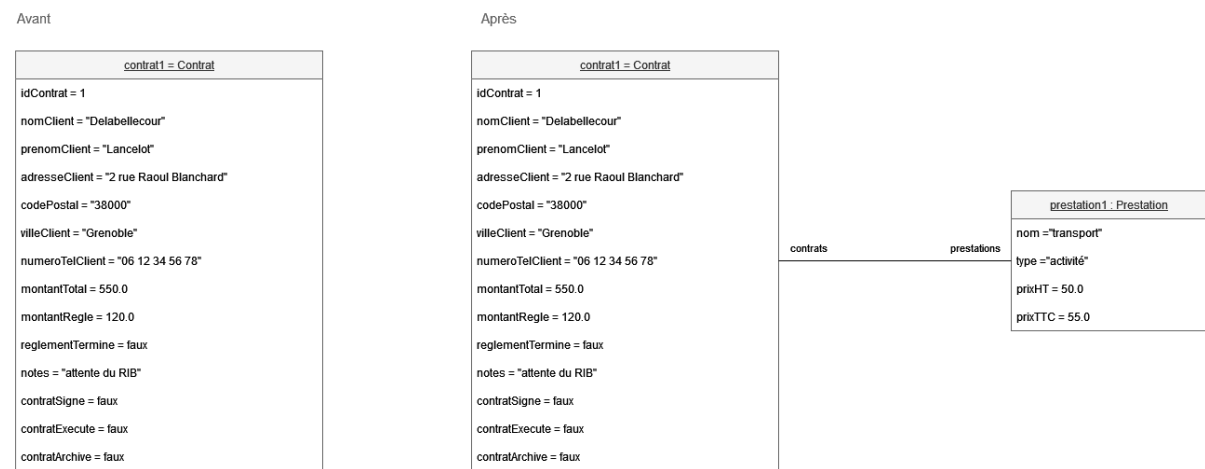 Avant
contrat1 = Contrat
idContrat = 1
nomClient = "Delabellecour"
prenomClient = "Lancelot"
adresseClient = "2 rue Raoul Blanchard"
codePostal = "38000"
villeClient = "Grenoble"
numeroTelClient = "06 12 34 56 78"
montantTotal = 550.0
montantRegle = 120.0
reglementTermine = faux
notes = "attente du RIB"
contratSigne = faux
contratExecute = faux
contratArchive = faux
Après
contrat1 = Contrat
idContrat = 1
nomClient = "Delabellecour"
prenomClient = "Lancelot"
adresseClient = "2 rue Raoul Blanchard"
codePostal = "38000"
villeClient = "Grenoble"
numeroTelClient = "06 12 34 56 78"
montantTotal = 550.0
montantRegle = 120.0
reglementTermine = faux
notes = "attente du RIB"
contratSigne = faux
contratExecute = faux
contratArchive = faux
contrats
prestations
prestation1 : Prestation
nom ="transport"
type ="activité"
prixHT = 50.0
prixTTC = 55.0